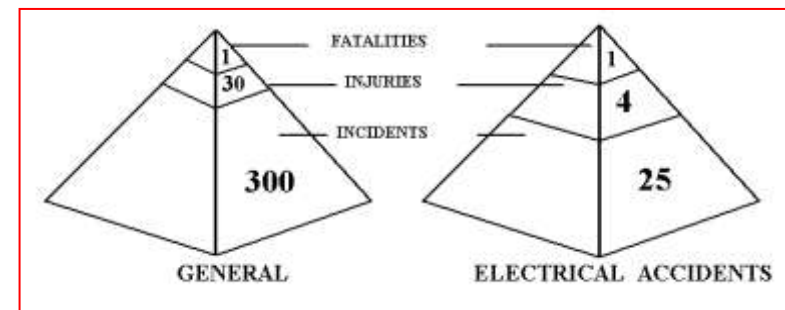 FATALITIES
1
1
30
INJURIES
4
INCIDENTS
300
25
GENERAL
ELECTRICAL ACCIDENTS